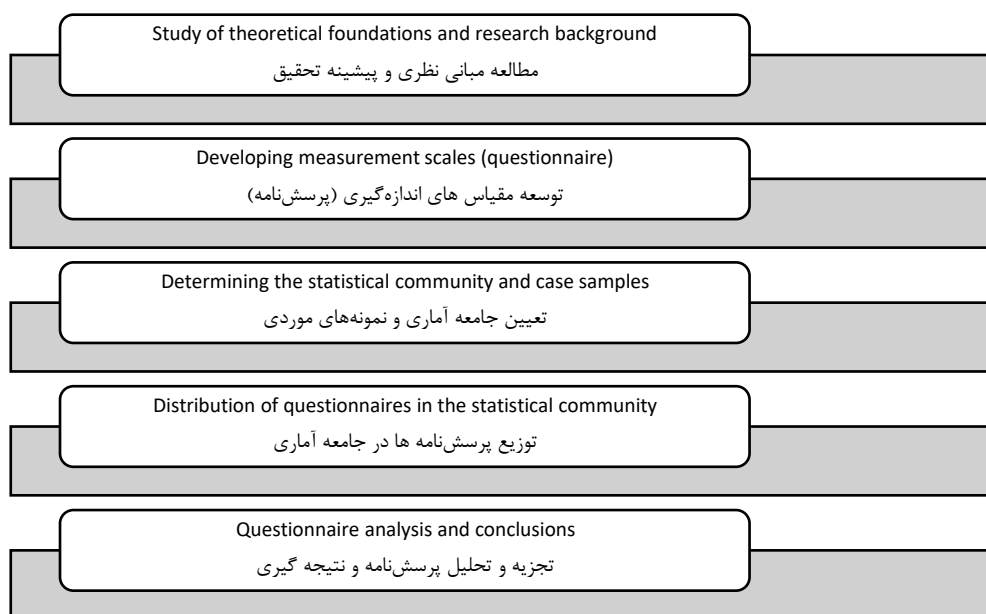 Study of theoretical foundations and research background
مطالعه مبانی نظری و پیشینه تحقیق
Developing measurement scales (questionnaire)
توسعه مقیاس های اندازه‌گیری (پرسش‌نامه)
Determining the statistical community and case samples
تعیین جامعه آماری و نمونه‌های موردی
Distribution of questionnaires in the statistical community
توزیع پرسش‌نامه ها در جامعه آماری
Questionnaire analysis and conclusions
تجزیه و تحلیل پرسش‌نامه و نتیجه گیری